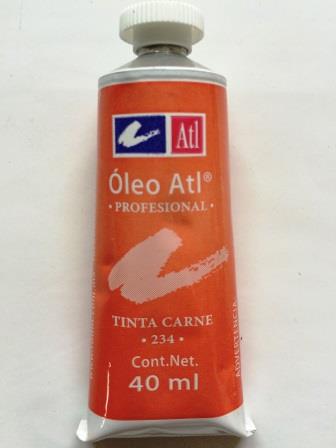 Atl
Óleo Atl®
• PROFESIONAL •
TINTA CARNE
• 234 •
Cont.Net.
40 ml
ADVERTENCIA